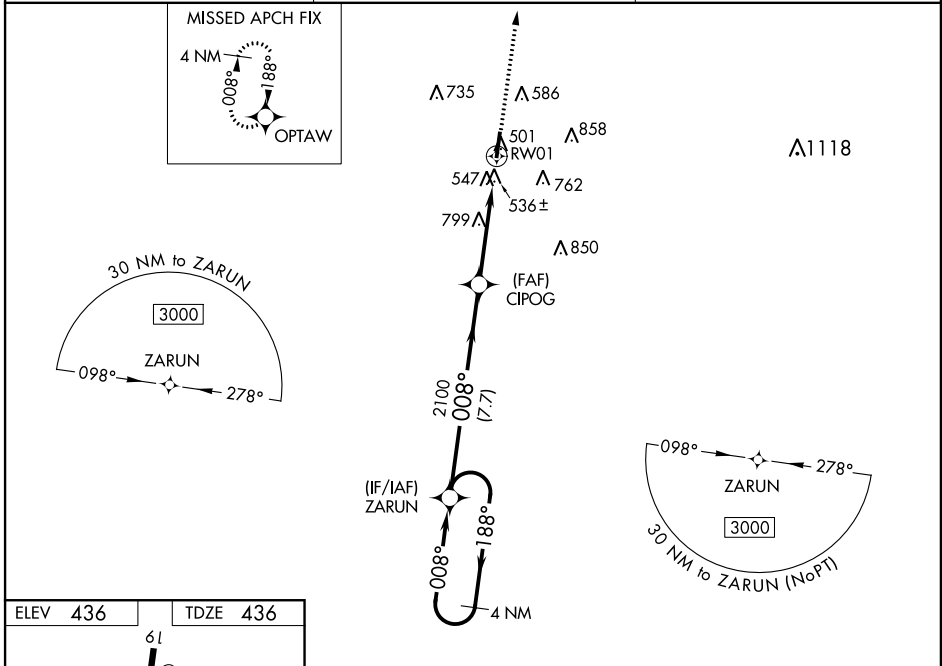 MISSED APCH FIX
4 NM
008°
188°
OPTAW
735
586
858
501
RW01
1118
547
762
536±
799
850
(FAF)
CIPOG
30 NM to ZARUN
3000
ZARUN
098°
278°
2100
008°
(7.7)
(IF/IAF)
ZARUN
008°
188°
4 NM
098°
278°
ZARUN
3000
30 NM to ZARUN (NoPT)
ELEV 436
TDZE 436
19